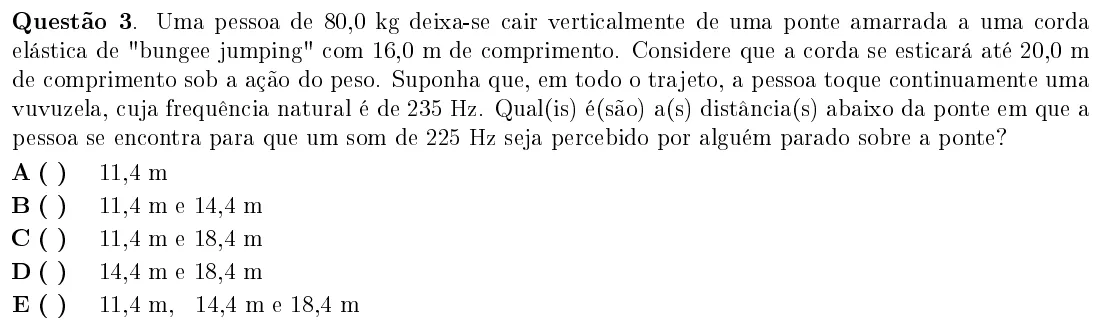 Questão 3. Uma pessoa de 80,0 kg deixa-se cair verticalmente de uma ponte amarrada a uma corda
elástica de "bungee jumping" com 16,0 m de comprimento. Considere que a corda se esticará até 20,0 m
de comprimento sob a ação do peso. Suponha que, em todo o trajeto, a pessoa toque continuamente uma
vuvuzela, cuja frequência natural é de 235 Hz. Qual(is) é(são) a(s) distância(s) abaixo da ponte em que a
pessoa se encontra para que um som de 225 Hz seja percebido por alguém parado sobre a ponte?
A ( ) 11,4 m
B ( ) 11,4 m e 14,4 m
C ( ) 11,4 m e 18,4 m
D ( ) 14,4 m e 18,4 m
E ( ) 11,4 m, 14,4 m e 18,4 m